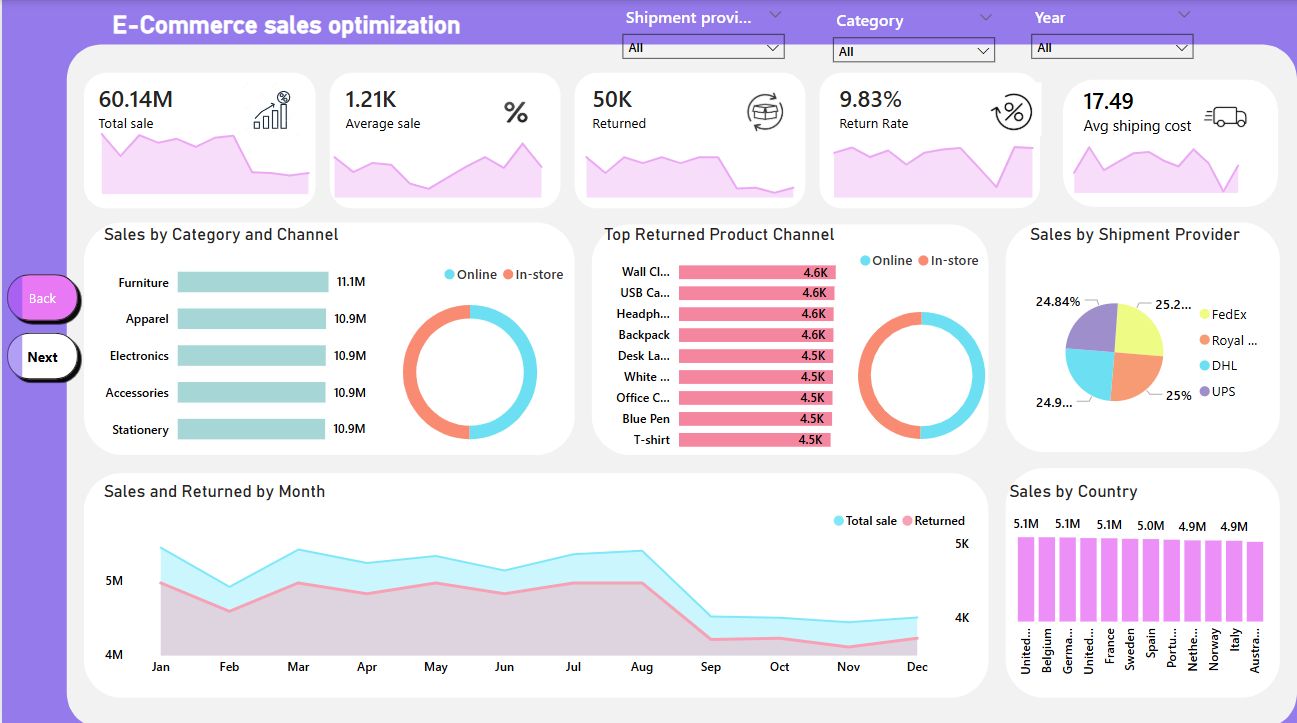 E-Commerce sales optimization
Shipment provi...
Category
Year
All
All
All
60.14M
Total sale
1.21K
Average sale
%
50K
Returned
9.83%
Return Rate
%
17.49
Avg shiping cost
Sales by Category and Channel
Furniture 11.1M
Apparel 10.9M
Electronics 10.9M
Accessories 10.9M
Stationery 10.9M
Online In-store
Top Returned Product Channel
Online In-store
Wall Cl... 4.6K
USB Ca... 4.6K
Headph... 4.6K
Backpack 4.6K
Desk La... 4.5K
White ... 4.5K
Office C... 4.5K
Blue Pen 4.5K
T-shirt 4.5K
Sales by Shipment Provider
24.84%
25.2...
24.9...
25%
FedEx
Royal ...
DHL
UPS
Back
Next
Sales and Returned by Month
Total sale Returned
5M
4M
5K
4K
Jan Feb Mar Apr May Jun Jul Aug Sep Oct Nov Dec
Sales by Country
5.1M 5.1M 5.1M 5.0M 4.9M 4.9M
United...
Belgium
Germa...
United...
France
Sweden
Spain
Portu...
Nethe...
Norway
Italy
Austra...